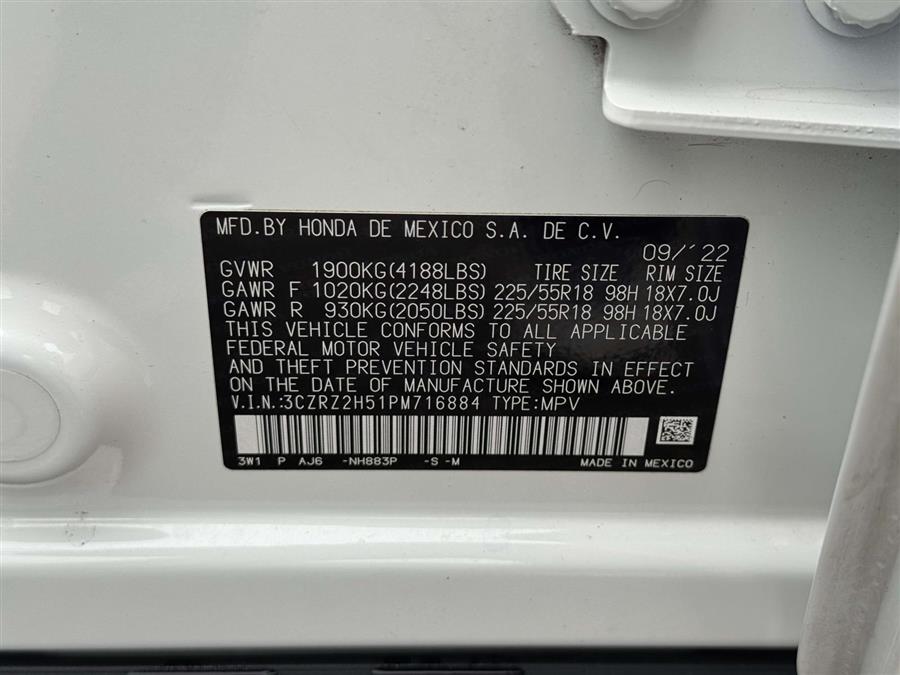 MFD.BY HONDA DE MEXICO S.A. DE C.V.
09/'22
GVWR 1900KG(4188LBS) TIRE SIZE RIM SIZE
GAWR F 1020KG(2248LBS) 225/55R18 98H 18X7.0J
GAWR R 930KG(2050LBS) 225/55R18 98H 18X7.0J
THIS VEHICLE CONFORMS TO ALL APPLICABLE
FEDERAL MOTOR VEHICLE SAFETY
AND THEFT PREVENTION STANDARDS IN EFFECT
ON THE DATE OF MANUFACTURE SHOWN ABOVE.
V.I.N.:3CZRZ2H51PM716884 TYPE:MPV
3W1 P AJ6 -NH883P -S -M MADE IN MEXICO